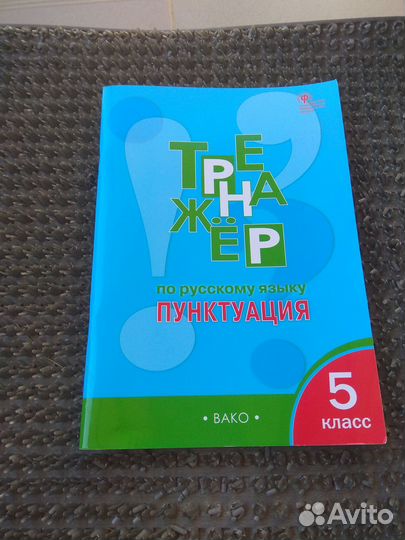 ТРЕНАЖЁР
по русскому языку
ПУНКТУАЦИЯ
5
класс
• ВАКО •
Avito